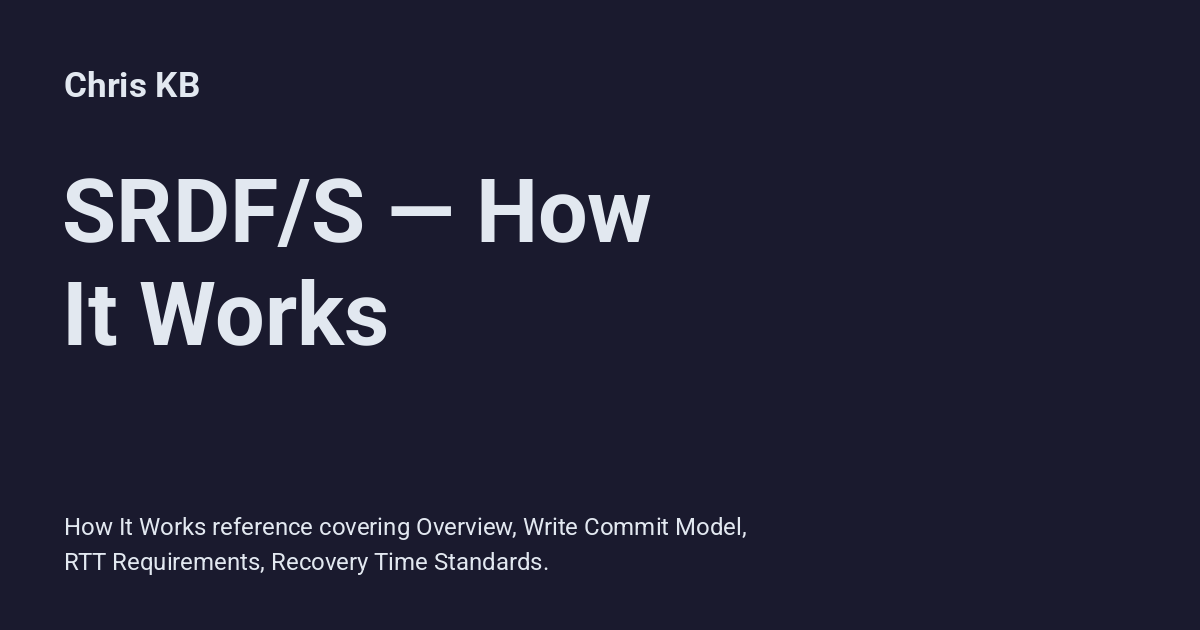 Chris KB
SRDF/S — How
It Works
How It Works reference covering Overview, Write Commit Model,
RTT Requirements, Recovery Time Standards.